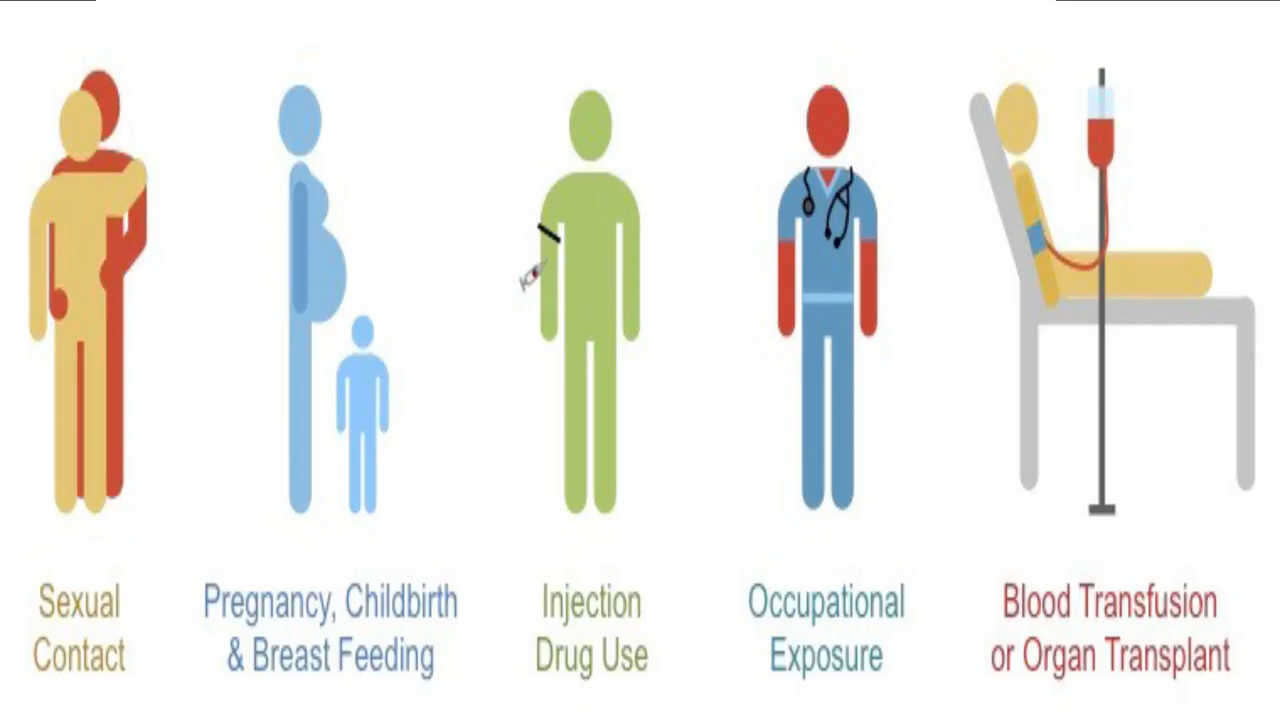 Sexual
Contact
Pregnancy, Childbirth
& Breast Feeding
Injection
Drug Use
Occupational
Exposure
Blood Transfusion
or Organ Transplant